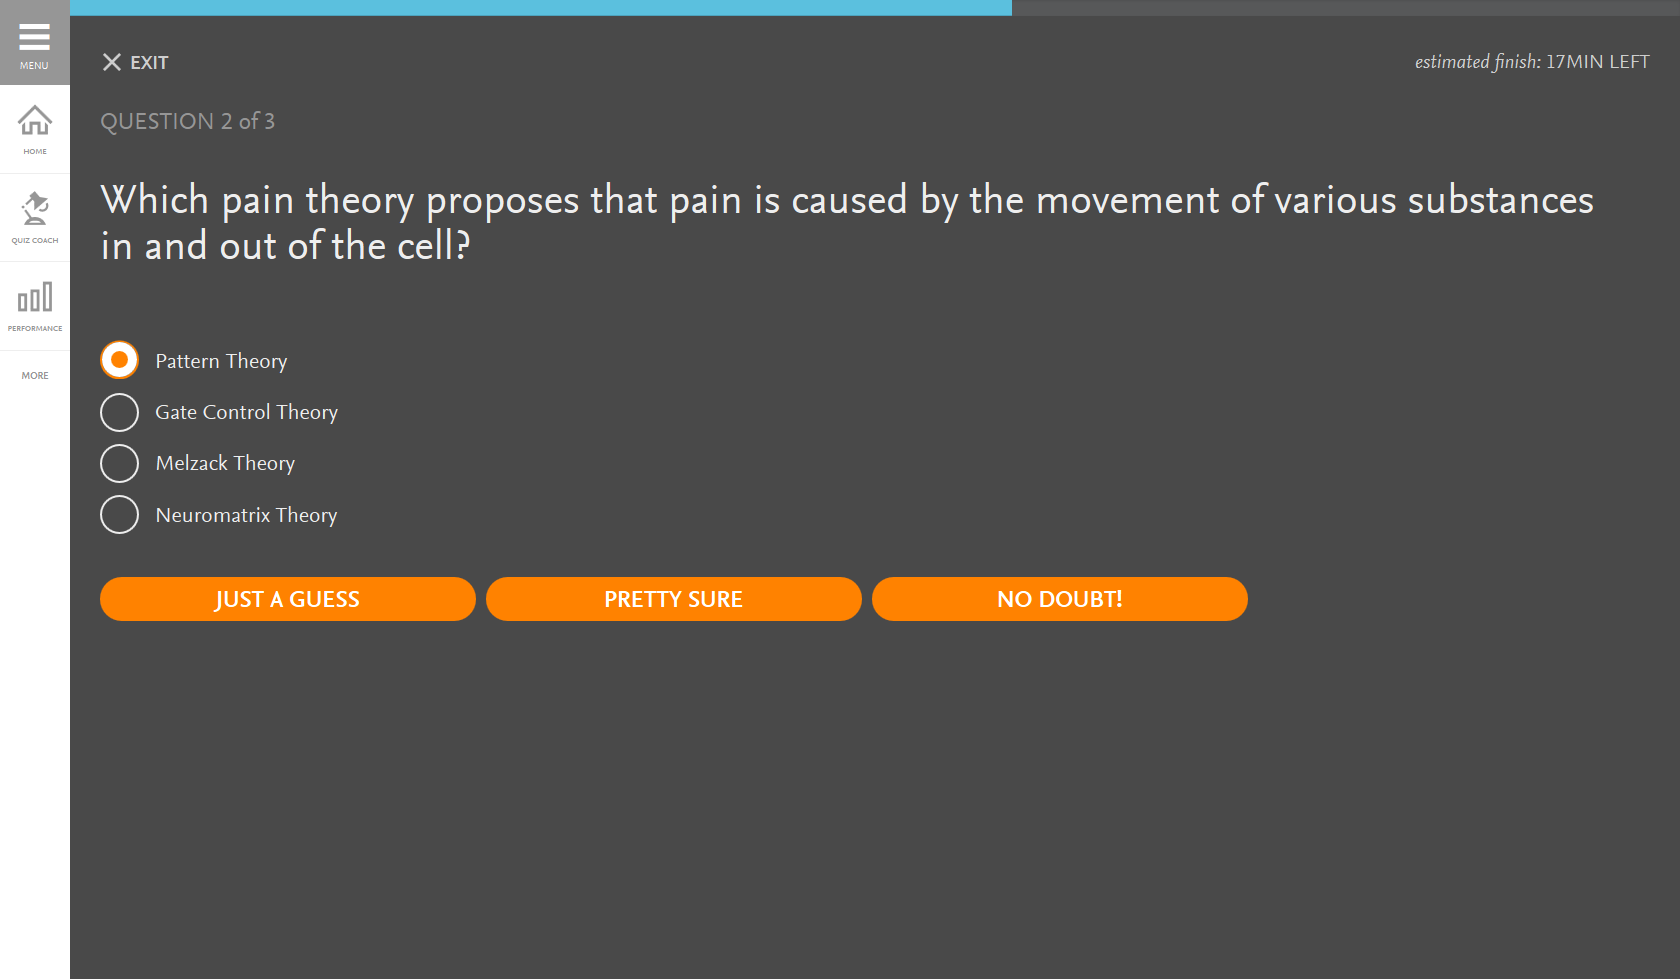 MENU
HOME
QUIZ COACH
PERFORMANCE
MORE
EXIT
estimated finish: 17MIN LEFT
QUESTION 2 of 3
Which pain theory proposes that pain is caused by the movement of various substances
in and out of the cell?
Pattern Theory
Gate Control Theory
Melzack Theory
Neuromatrix Theory
JUST A GUESS
PRETTY SURE
NO DOUBT!